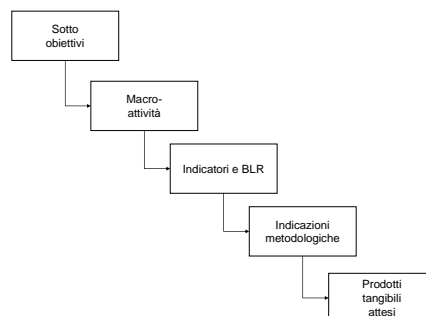 Sotto
obiettivi
Macro-
attività
Indicatori e BLR
Indicazioni
metodologiche
Prodotti
tangibili
attesi